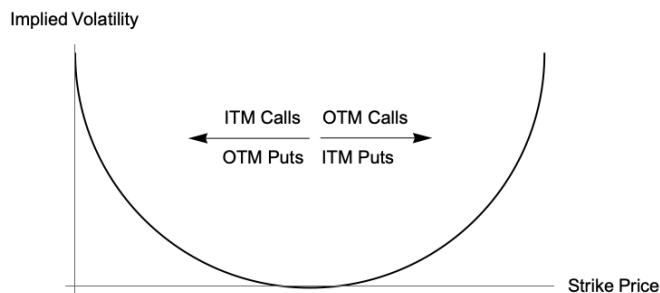 Implied Volatility
ITM Calls OTM Calls
OTM Puts ITM Puts
Strike Price